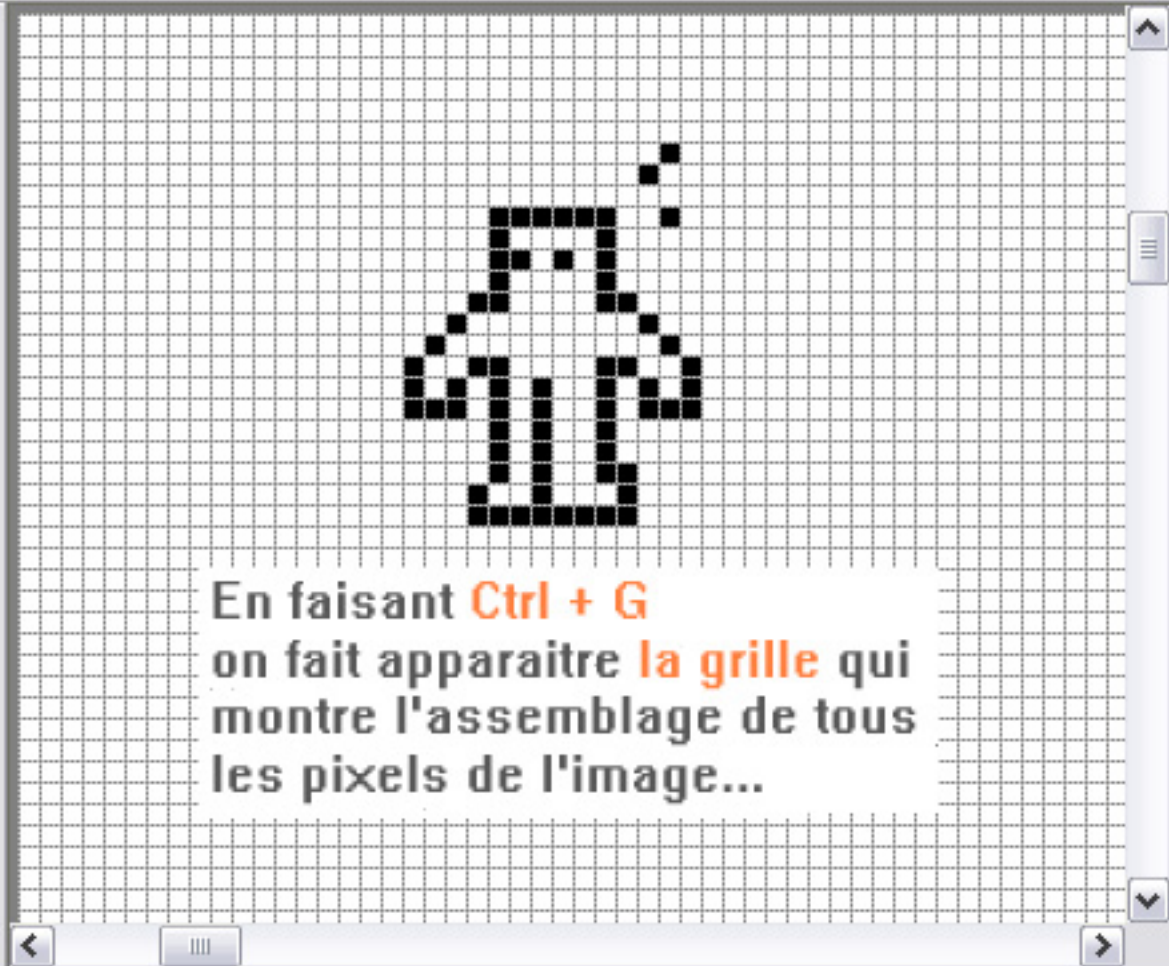 En faisant Ctrl + G
on fait apparaitre la grille qui
montre l'assemblage de tous
les pixels de l'image...